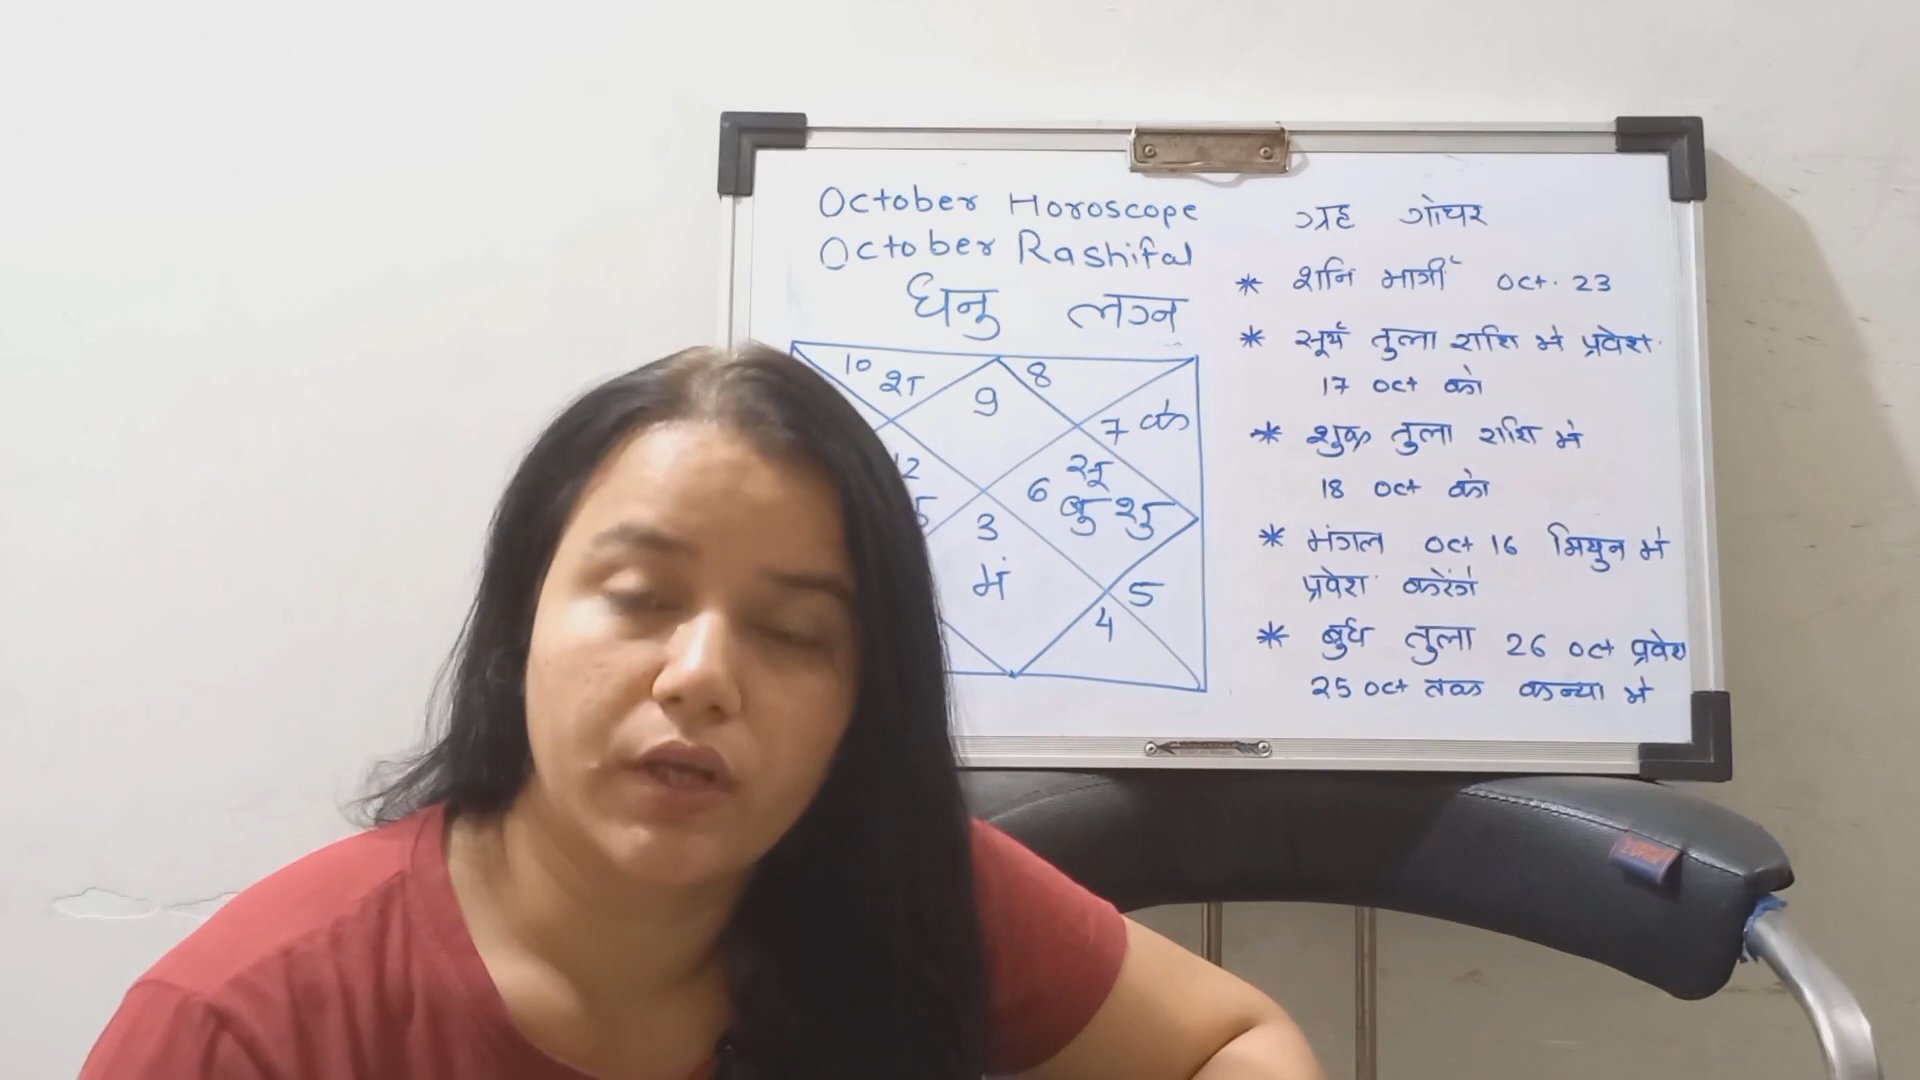 October Horoscope
October Rashifal
धनु लग्न
10 श
9
8
7 के
12
6 सू
बु शु
3
मं
5
4
ग्रह गोचर
* शनि मार्गी Oct. 23
* सूर्य तुला राशि में प्रवेश
17 Oct को
* शुक्र तुला राशि में
18 Oct को
* मंगल Oct 16 मिथुन में
प्रवेश करेंगे
* बुध तुला 26 Oct प्रवेश
25 Oct तक कन्या में